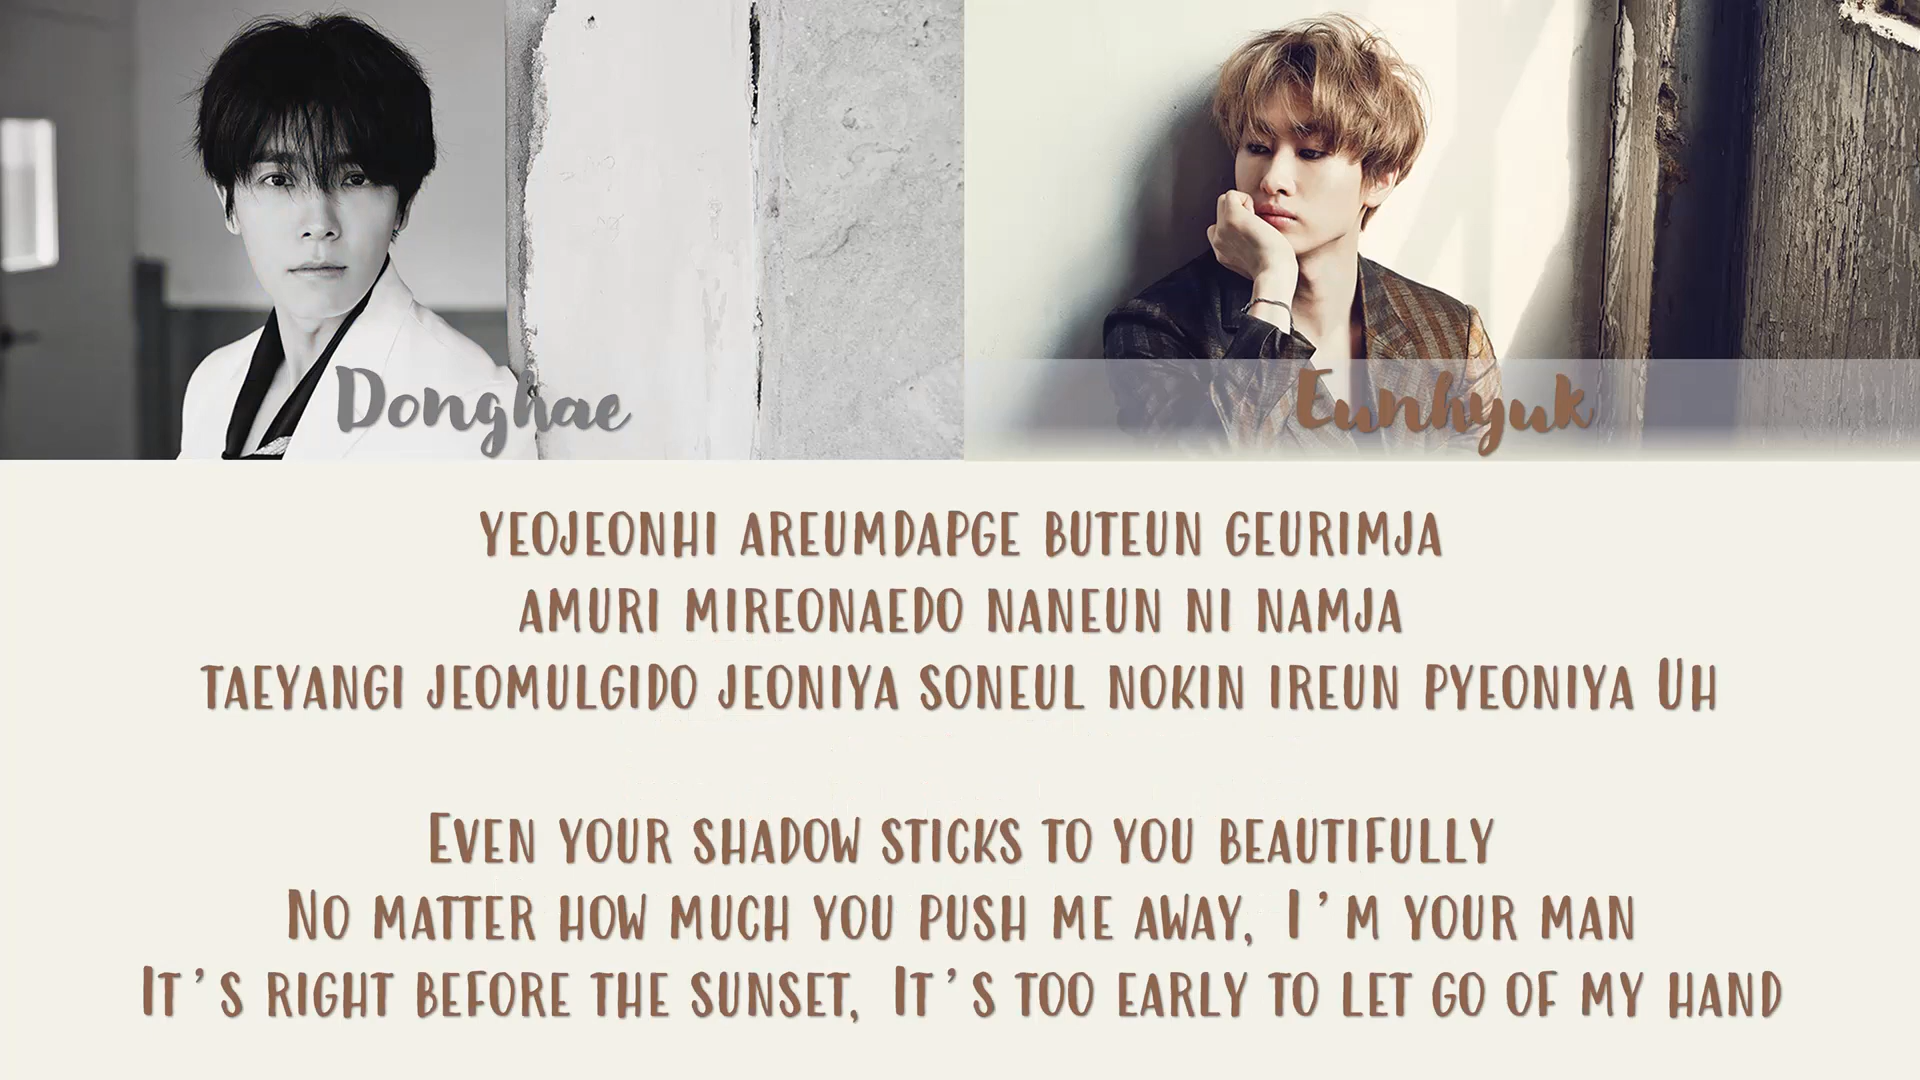 Donghae
Eunhyuk
YEOJEONHI AREUMDAPGE BUTEUN GEURIMJA
AMURI MIREONAEDO NANEUN NI NAMJA
TAEYANGI JEOMULGIDO JEONIYA SONEUL NOKIN IREUN PYEONIYA UH
EVEN YOUR SHADOW STICKS TO YOU BEAUTIFULLY
NO MATTER HOW MUCH YOU PUSH ME AWAY, I'M YOUR MAN
IT'S RIGHT BEFORE THE SUNSET, IT'S TOO EARLY TO LET GO OF MY HAND